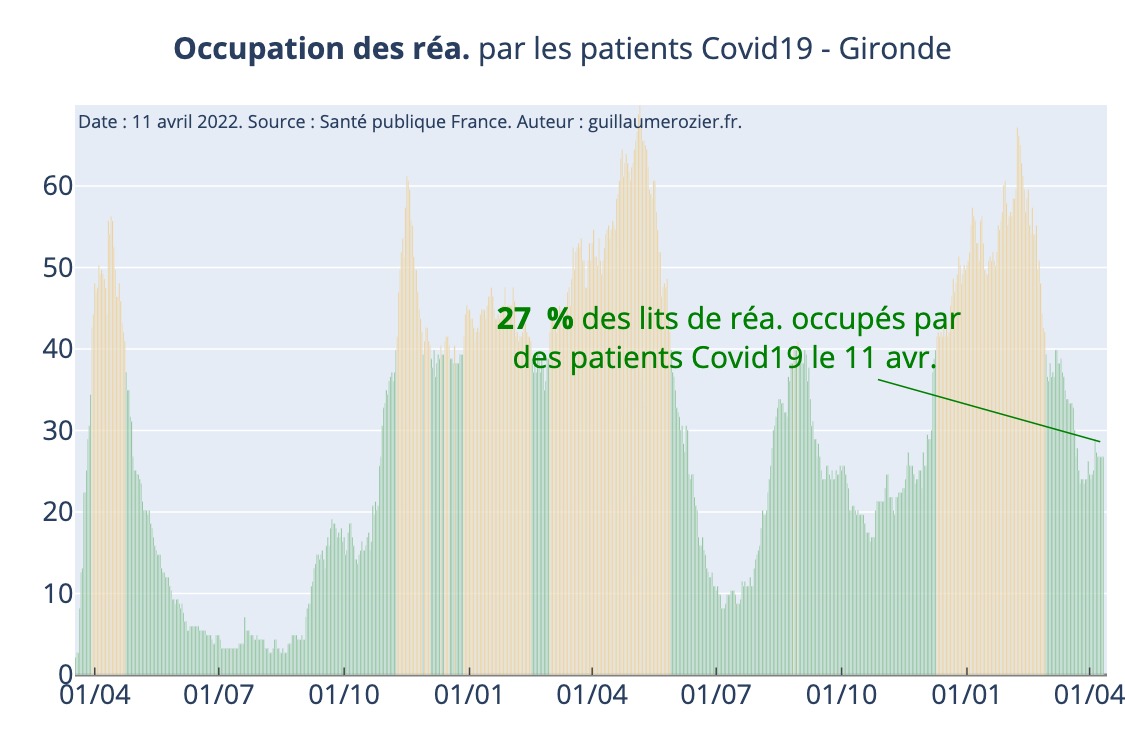 Occupation des réa. par les patients Covid19 - Gironde
Date : 11 avril 2022. Source : Santé publique France. Auteur : guillaumerozier.fr.
60
50
27 % des lits de réa. occupés par
40
des patients Covid19 le 11 avr.
30
20
10
0
01/04 01/07 01/10 01/01 01/04 01/07 01/10 01/01 01/04